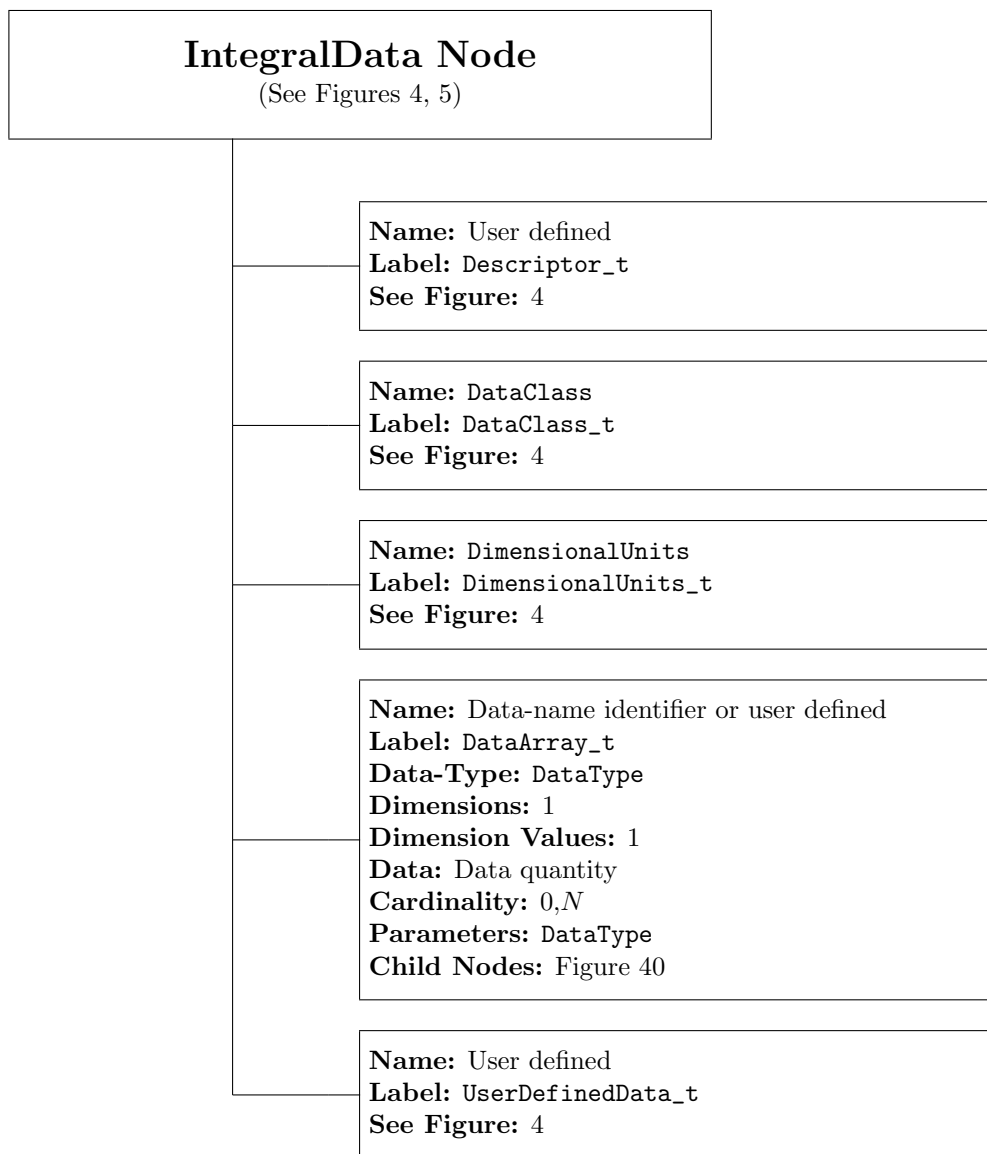 IntegralData Node
(See Figures 4, 5)
Name: User defined
Label: Descriptor_t
See Figure: 4
Name: DataClass
Label: DataClass_t
See Figure: 4
Name: DimensionalUnits
Label: DimensionalUnits_t
See Figure: 4
Name: Data-name identifier or user defined
Label: DataArray_t
Data-Type: DataType
Dimensions: 1
Dimension Values: 1
Data: Data quantity
Cardinality: 0,N
Parameters: DataType
Child Nodes: Figure 40
Name: User defined
Label: UserDefinedData_t
See Figure: 4